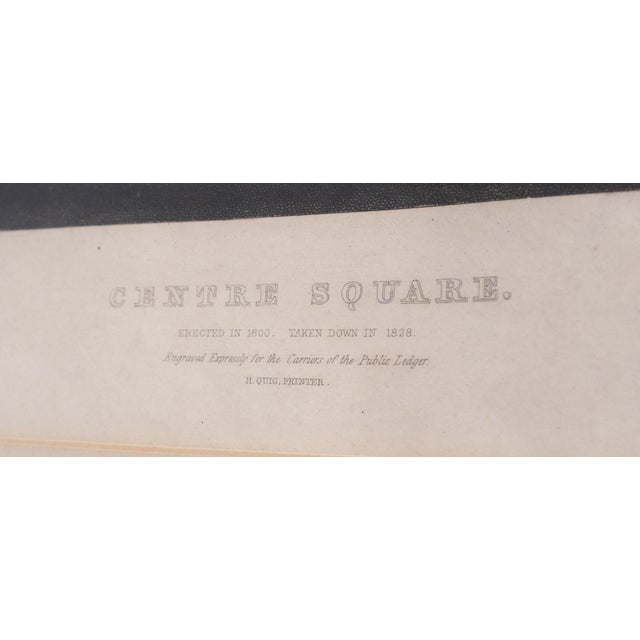 CENTRE SQUARE.
ERECTED IN 1800. TAKEN DOWN IN 1828.
Engraved Expressly for the Carriers of the Public Ledger.
H. QUIG, PRINTER.